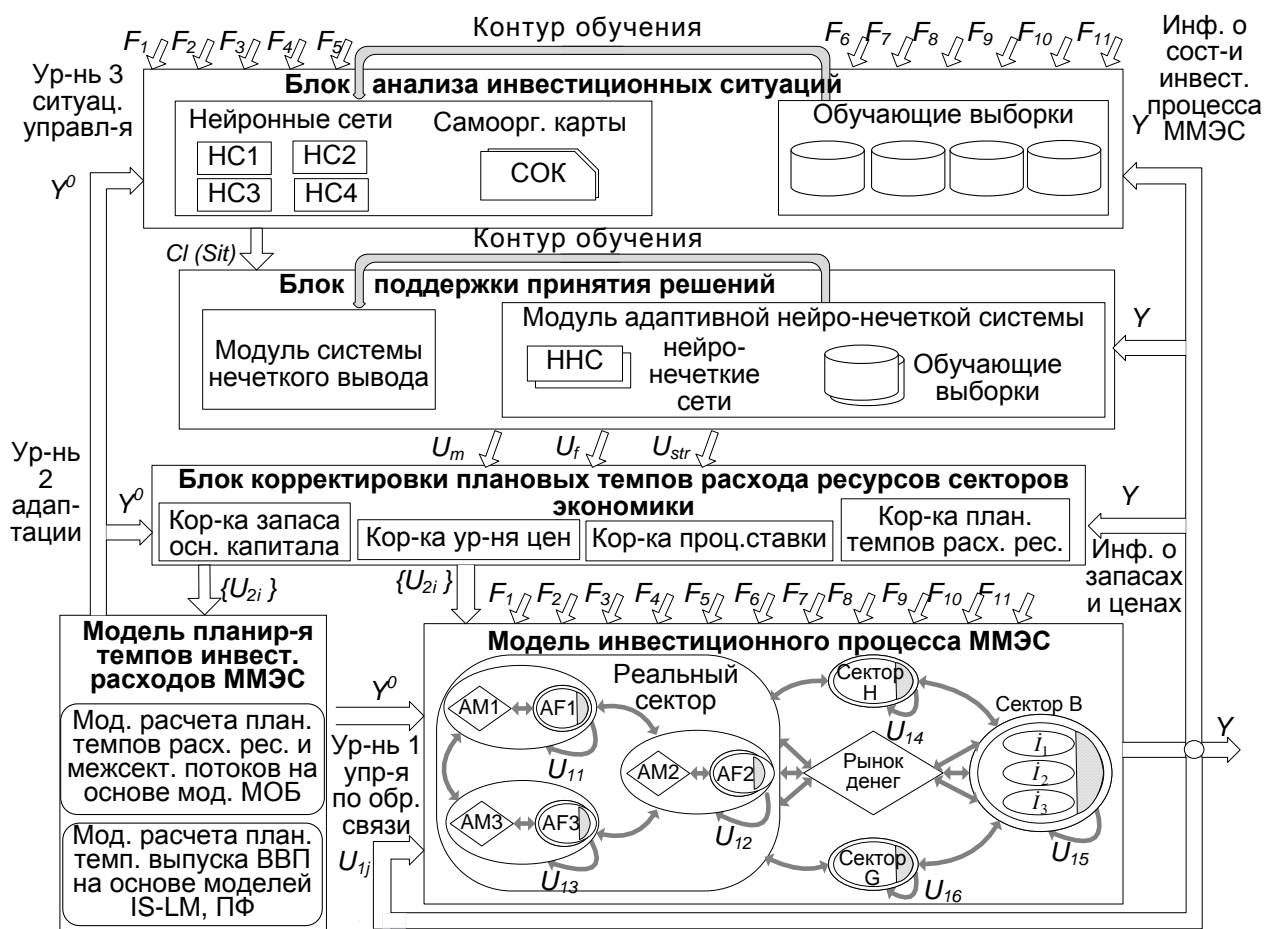 Контур обучения
F1 F2 F3 F4 F5
F6 F7 F8 F9 F10 F11
Инф. о
сост-и
инвест.
процесса
ММЭС
Ур-нь 3
ситуац.
управл-я
Блок анализа инвестиционных ситуаций
Нейронные сети
НС1 НС2
НС3 НС4
Самоорг. карты
СОК
Обучающие выборки
Y
Y0
Cl (Sit)
Контур обучения
Блок поддержки принятия решений
Модуль системы
нечеткого вывода
Модуль адаптивной нейро-нечеткой системы
ННС
нейро-
нечеткие
сети
Обучающие
выборки
Y
Um Uf Ustr
Ур-нь
2
адап-
тации
Y0
Блок корректировки плановых темпов расхода ресурсов секторов
экономики
Кор-ка запаса
осн. капитала
Кор-ка ур-ня цен
Кор-ка проц.ставки
Кор-ка план.
темпов расх. рес.
Y
Инф. о
запасах
и ценах
{U2i }
{U2i }
F1 F2 F3 F4 F5 F6 F7 F8 F9 F10 F11
Модель планир-я
темпов инвест.
расходов ММЭС
Мод. расчета план.
темпов расх. рес. и
межсект. потоков на
основе мод. МОБ
Мод. расчета план.
темп. выпуска ВВП
на основе моделей
IS-LM, ПФ
Y0
Ур-нь 1
упр-я
по обр.
связи
U1j
Модель инвестиционного процесса ММЭС
Реальный
сектор
AM1 AF1
U11
AM2 AF2
U12
AM3 AF3
U13
Сектор
H
U14
Рынок
денег
Сектор
G
U16
Сектор B
i1
i2
i3
U15
Y